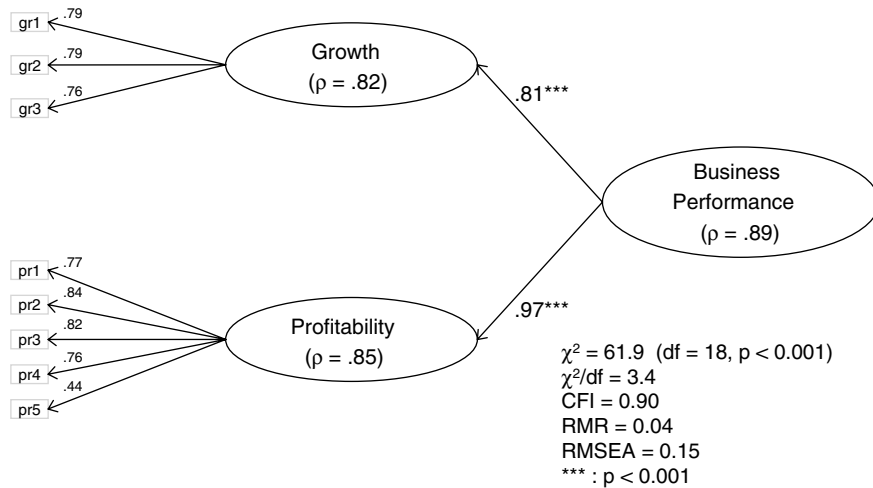 gr1
.79
gr2
.79
gr3
.76
Growth
(ρ = .82)
.81***
Business
Performance
(ρ = .89)
pr1
.77
pr2
.84
pr3
.82
pr4
.76
pr5
.44
Profitability
(ρ = .85)
.97***
χ² = 61.9 (df = 18, p < 0.001)
χ²/df = 3.4
CFI = 0.90
RMR = 0.04
RMSEA = 0.15
*** : p < 0.001